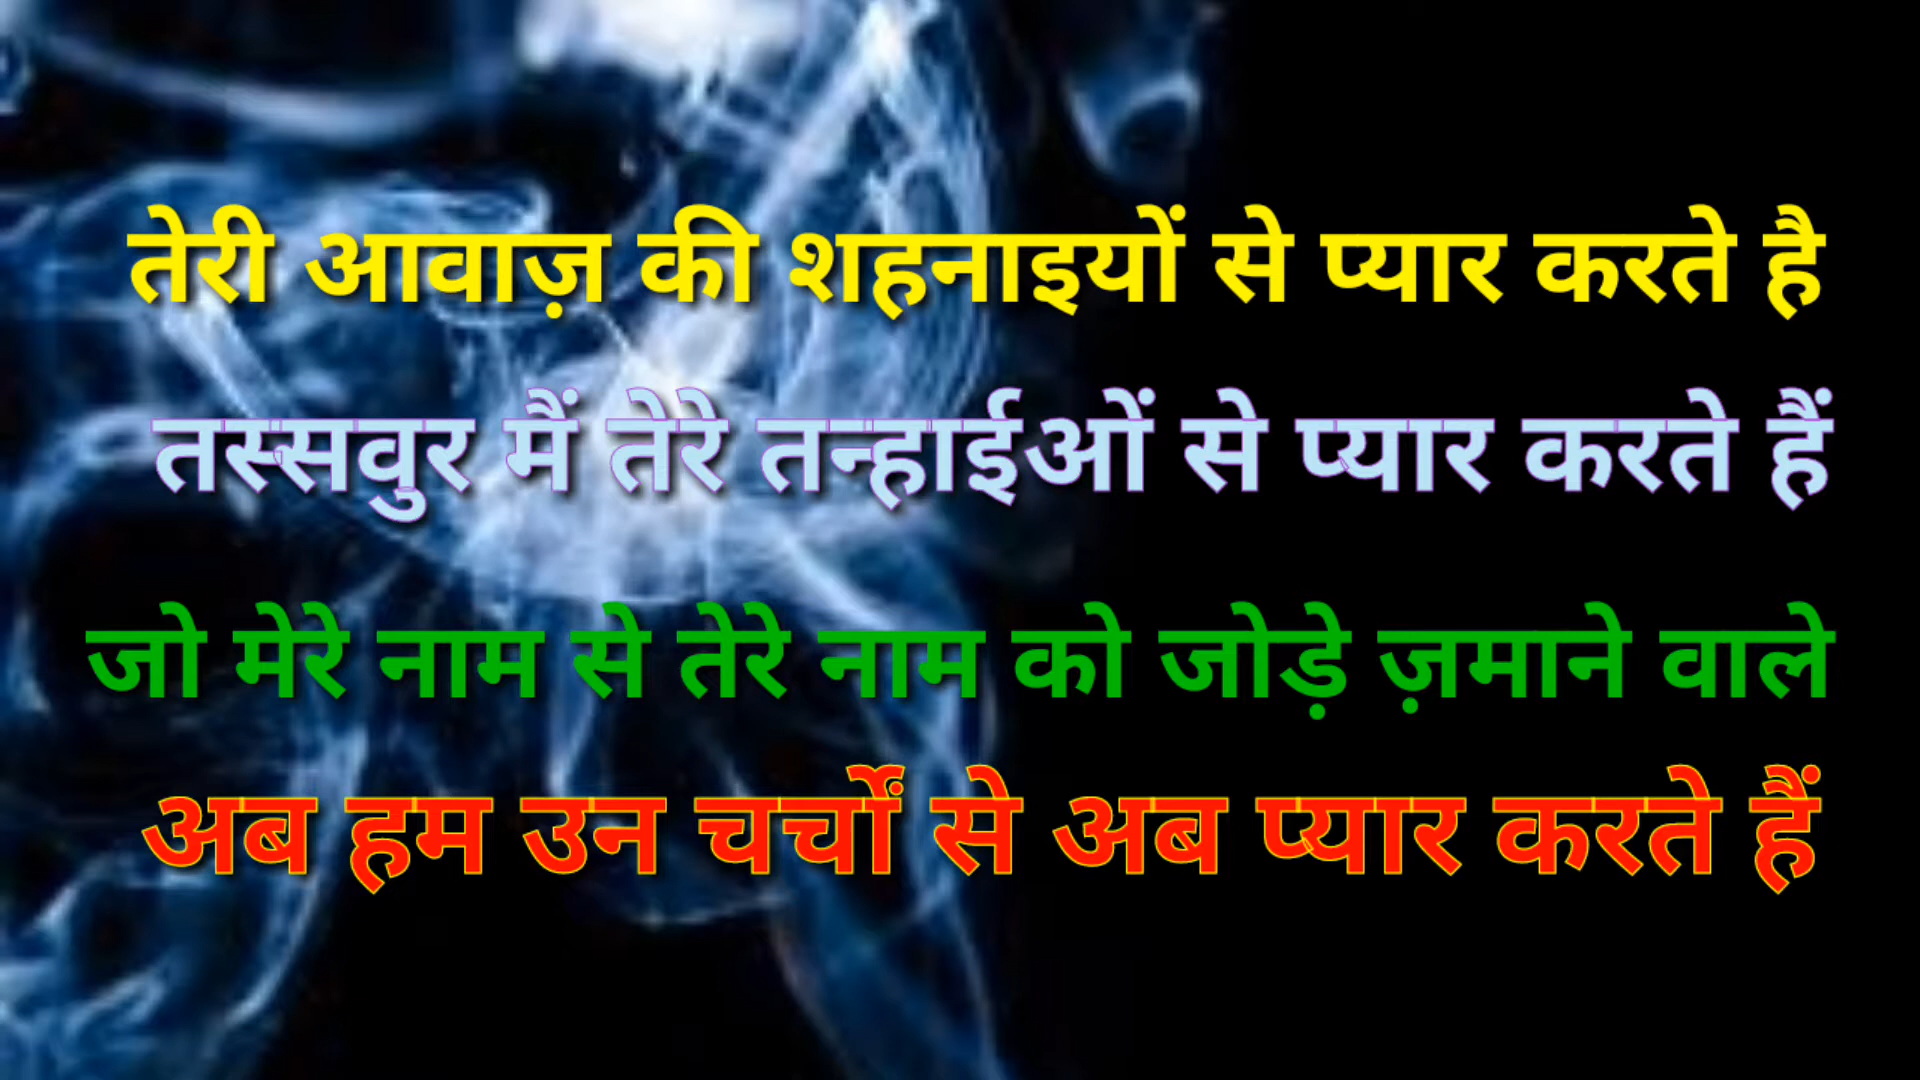 तेरी आवाज़ की शहनाइयों से प्यार करते है
तस्सवुर मैं तेरे तन्हाईओं से प्यार करते हैं
जो मेरे नाम से तेरे नाम को जोड़े ज़माने वाले
अब हम उन चर्चों से अब प्यार करते हैं